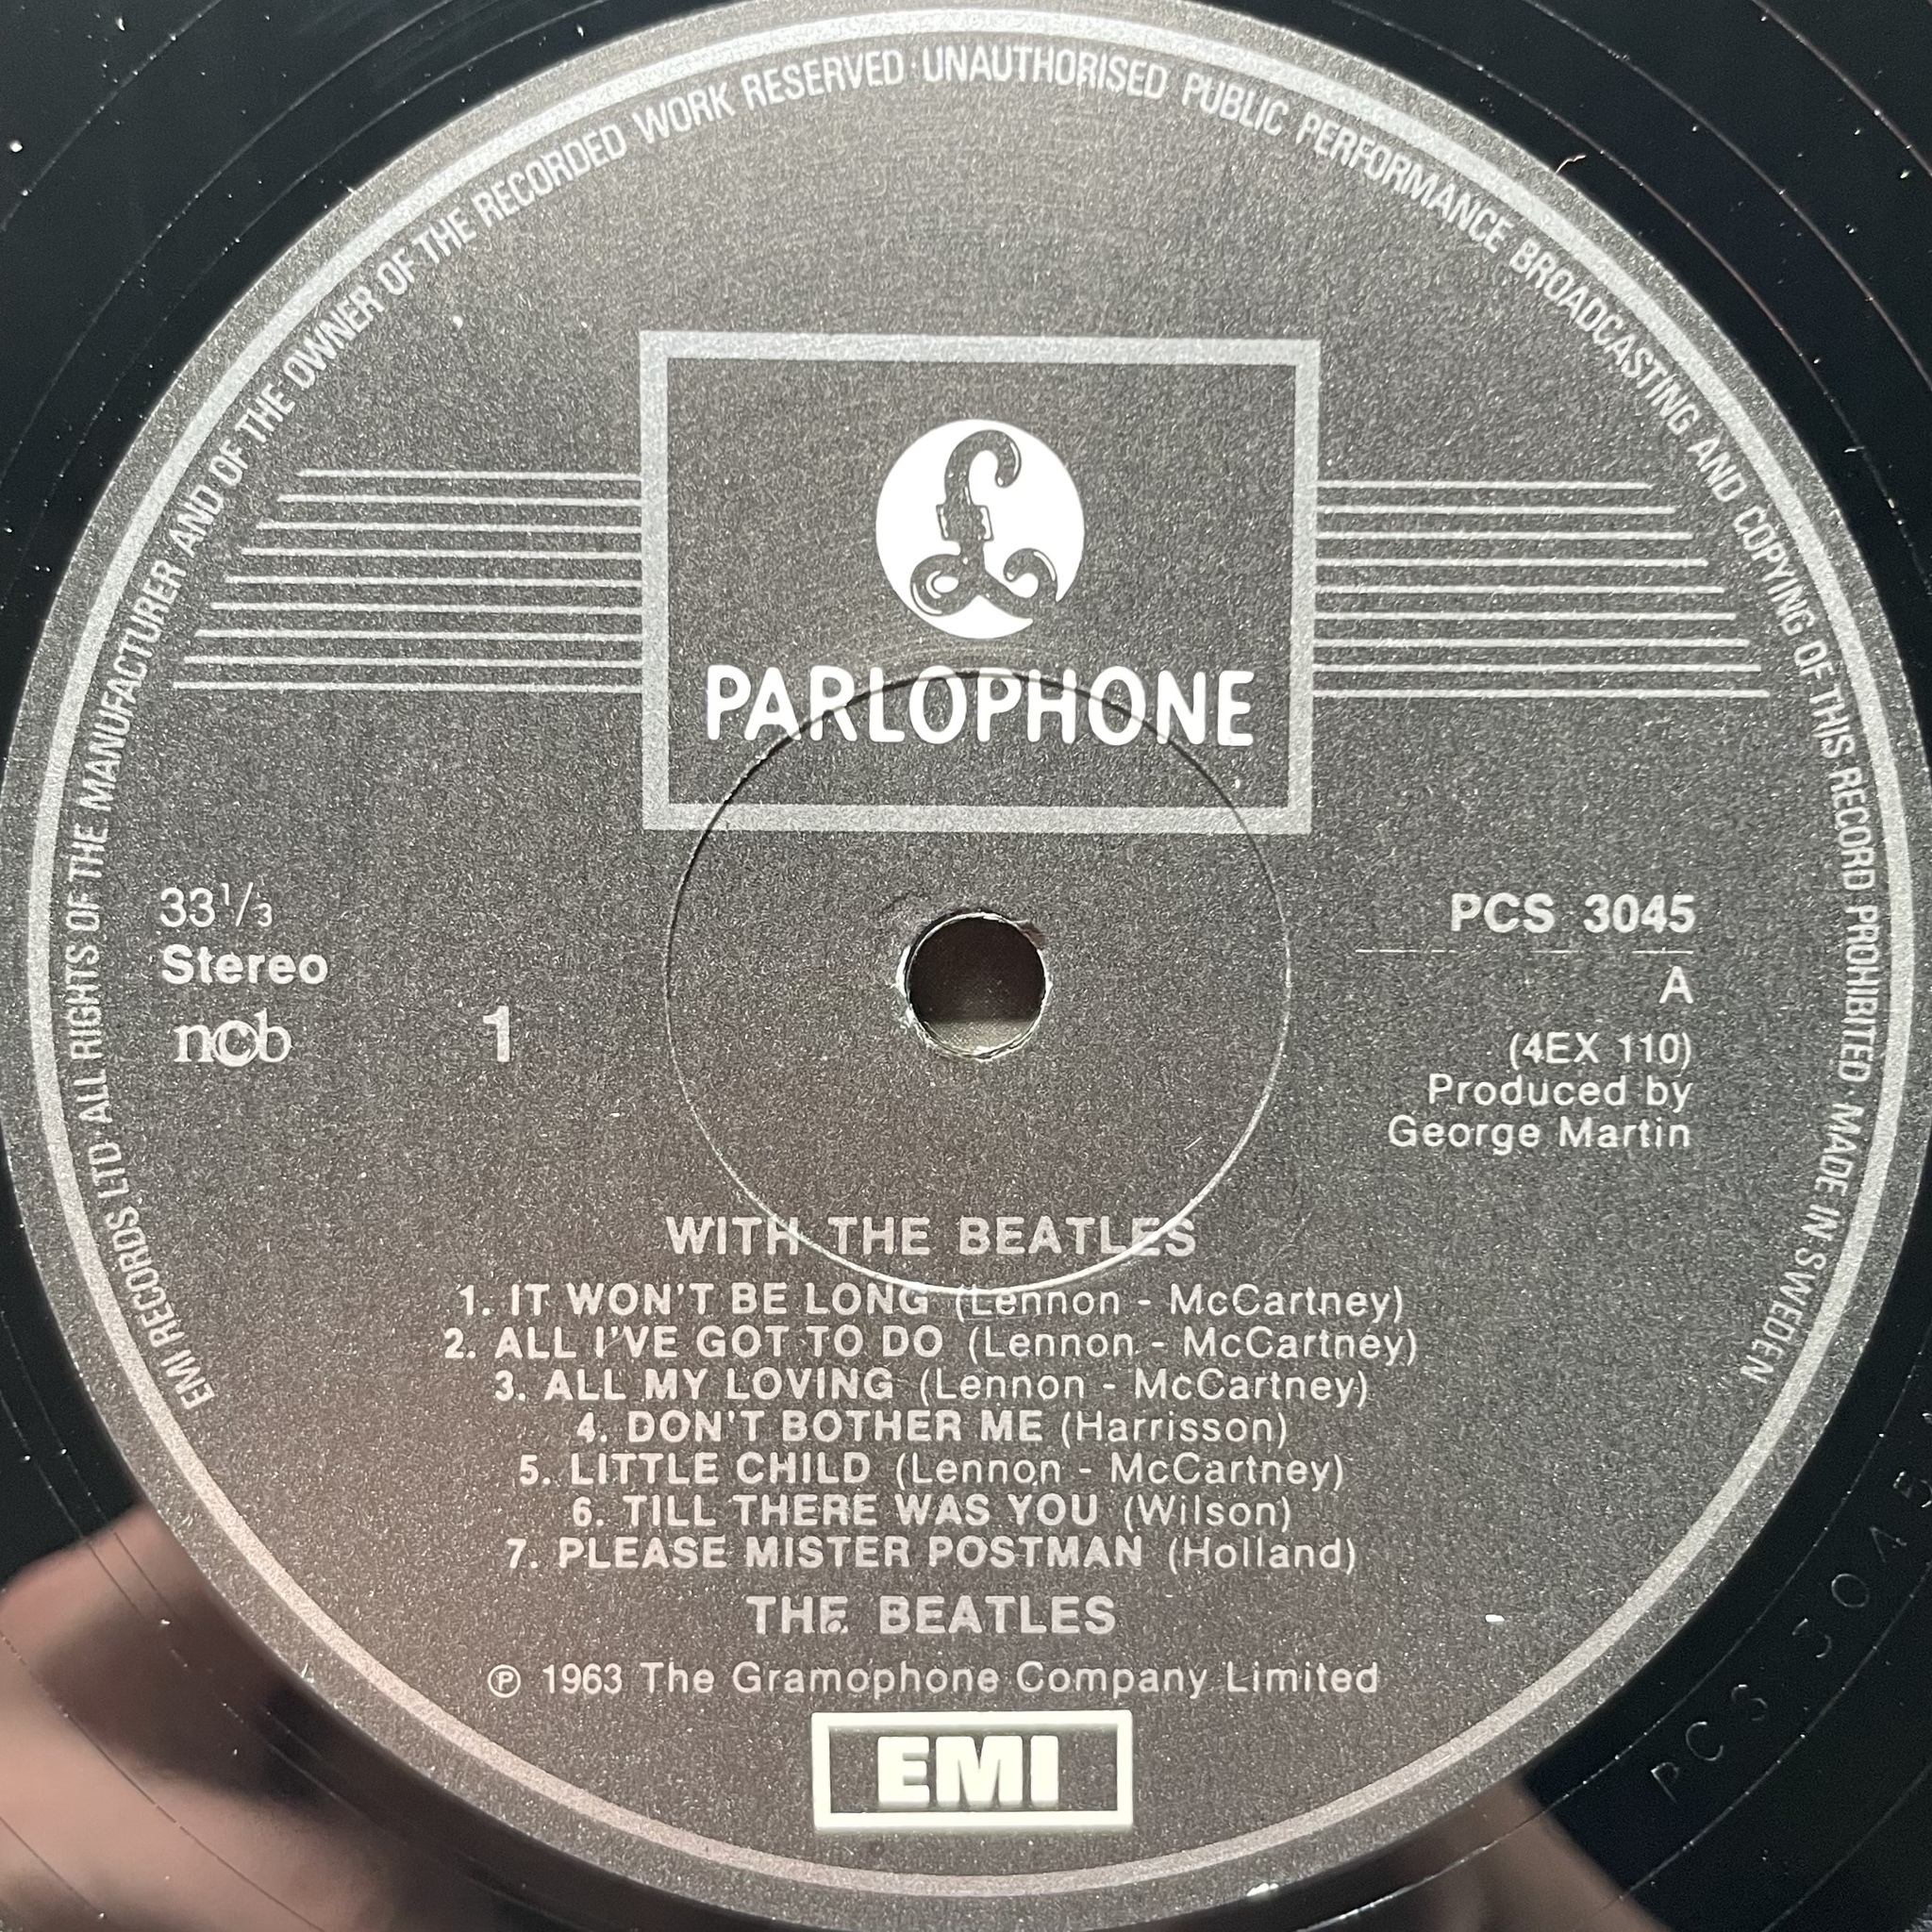 EMI RECORDS LTD· ALL RIGHTS OF THE MANUFACTURER AND OF THE OWNER OF THE RECORDED WORK RESERVED· UNAUTHORISED PUBLIC PERFORMANCE BROADCASTING AND COPYING OF THIS RECORD PROHIBITED· MADE IN SWEDEN
£
PARLOPHONE
33 1/3
Stereo
ncb
1
PCS 3045
A
(4EX 110)
Produced by
George Martin
WITH THE BEATLES
1. IT WON'T BE LONG (Lennon - McCartney)
2. ALL I'VE GOT TO DO (Lennon - McCartney)
3. ALL MY LOVING (Lennon - McCartney)
4. DON'T BOTHER ME (Harrisson)
5. LITTLE CHILD (Lennon - McCartney)
6. TILL THERE WAS YOU (Wilson)
7. PLEASE MISTER POSTMAN (Holland)
THE BEATLES
℗ 1963 The Gramophone Company Limited
EMI